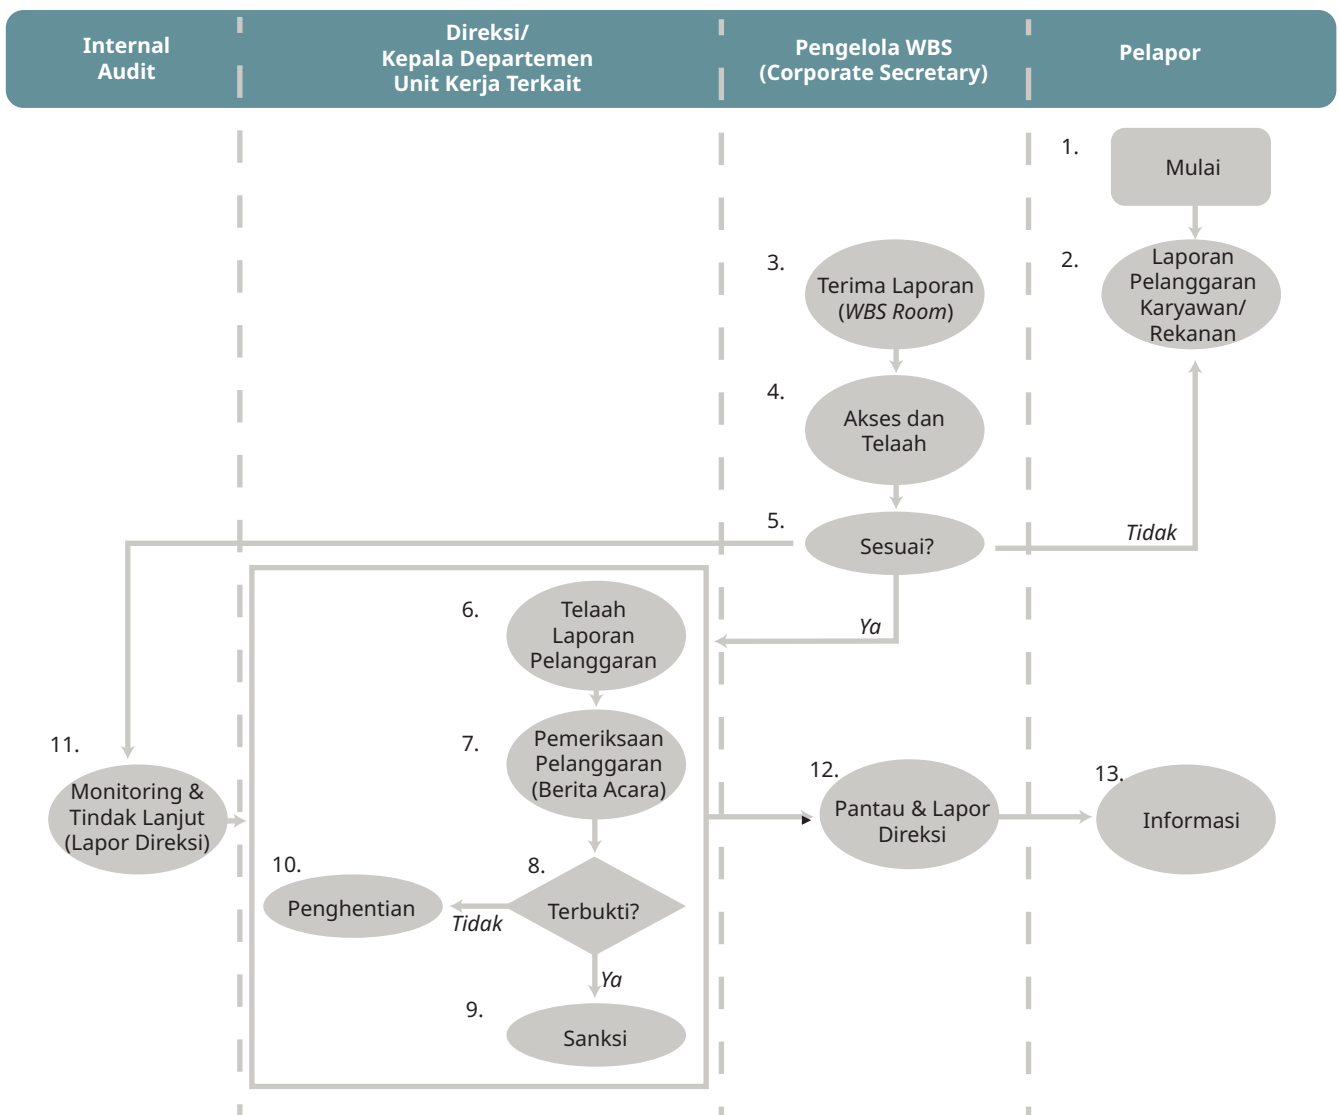 Internal
Audit
Direksi/
Kepala Departemen
Unit Kerja Terkait
Pengelola WBS
(Corporate Secretary)
Pelapor
1.
Mulai
2.
Laporan
Pelanggaran
Karyawan/
Rekanan
3.
Terima Laporan
(WBS Room)
4.
Akses dan
Telaah
5.
Sesuai?
Tidak
Ya
6.
Telaah
Laporan
Pelanggaran
7.
Pemeriksaan
Pelanggaran
(Berita Acara)
8.
Terbukti?
Tidak
Ya
9.
Sanksi
10.
Penghentian
11.
Monitoring &
Tindak Lanjut
(Lapor Direksi)
12.
Pantau & Lapor
Direksi
13.
Informasi